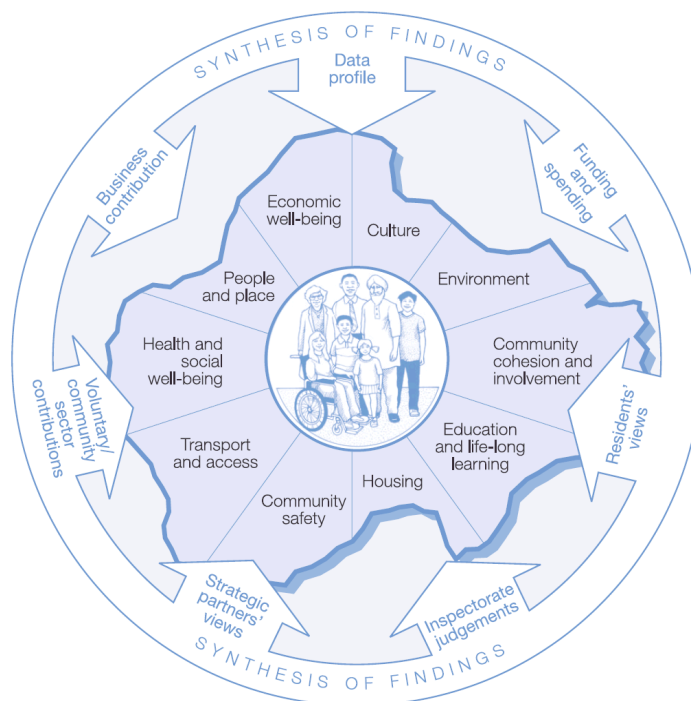 SYNTHESIS OF FINDINGS
Data
profile
Business
contribution
Funding
and
spending
Economic
well-being
Culture
People
and place
Environment
Health and
social
well-being
Community
cohesion and
involvement
Voluntary/
community
sector
contributions
Residents'
views
Transport
and access
Education
and life-long
learning
Community
safety
Housing
Strategic
partners'
views
Inspectorate
judgements
SYNTHESIS OF FINDINGS